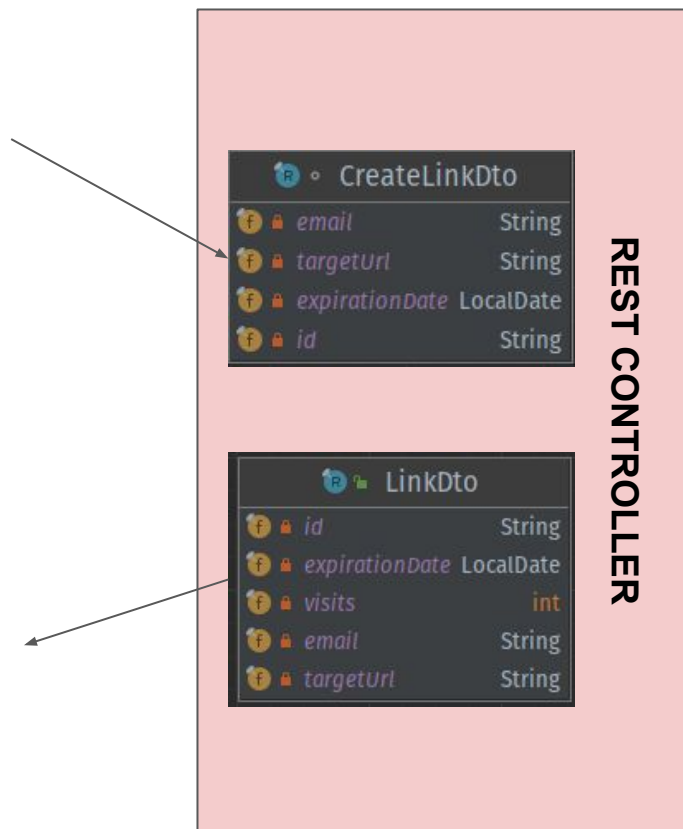 CreateLinkDto
email String
targetUrl String
expirationDate LocalDate
id String
LinkDto
id String
expirationDate LocalDate
visits int
email String
targetUrl String
REST CONTROLLER